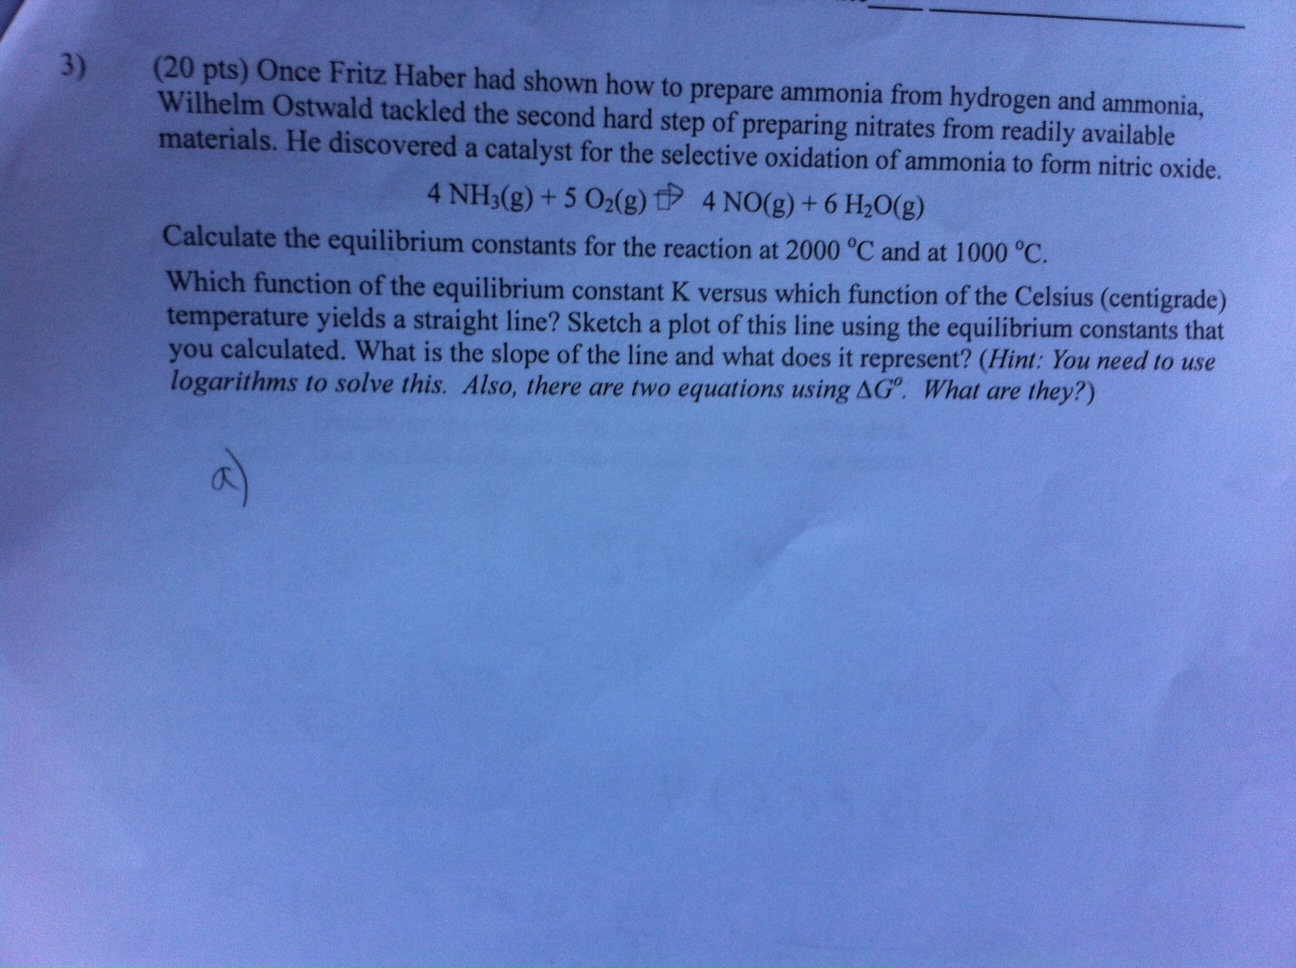 3) (20 pts) Once Fritz Haber had shown how to prepare ammonia from hydrogen and ammonia,
Wilhelm Ostwald tackled the second hard step of preparing nitrates from readily available
materials. He discovered a catalyst for the selective oxidation of ammonia to form nitric oxide.
4 NH₃(g) + 5 O₂(g) ⇒ 4 NO(g) + 6 H₂O(g)
Calculate the equilibrium constants for the reaction at 2000 °C and at 1000 °C.
Which function of the equilibrium constant K versus which function of the Celsius (centigrade)
temperature yields a straight line? Sketch a plot of this line using the equilibrium constants that
you calculated. What is the slope of the line and what does it represent? (Hint: You need to use
logarithms to solve this. Also, there are two equations using ΔG°. What are they?)
a)